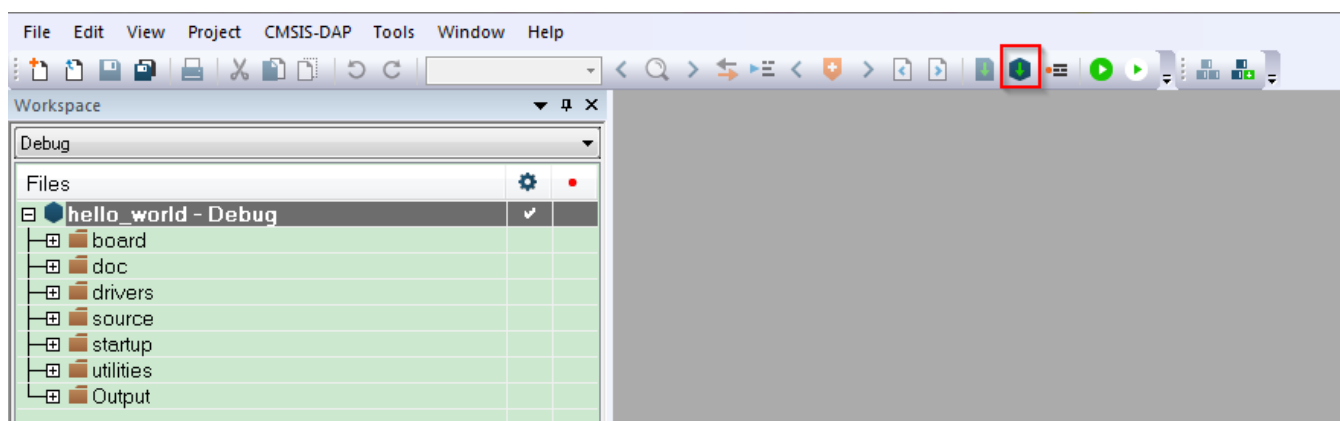 File Edit View Project CMSIS-DAP Tools Window Help
Workspace
Debug
Files
hello_world - Debug
board
doc
drivers
source
startup
utilities
Output